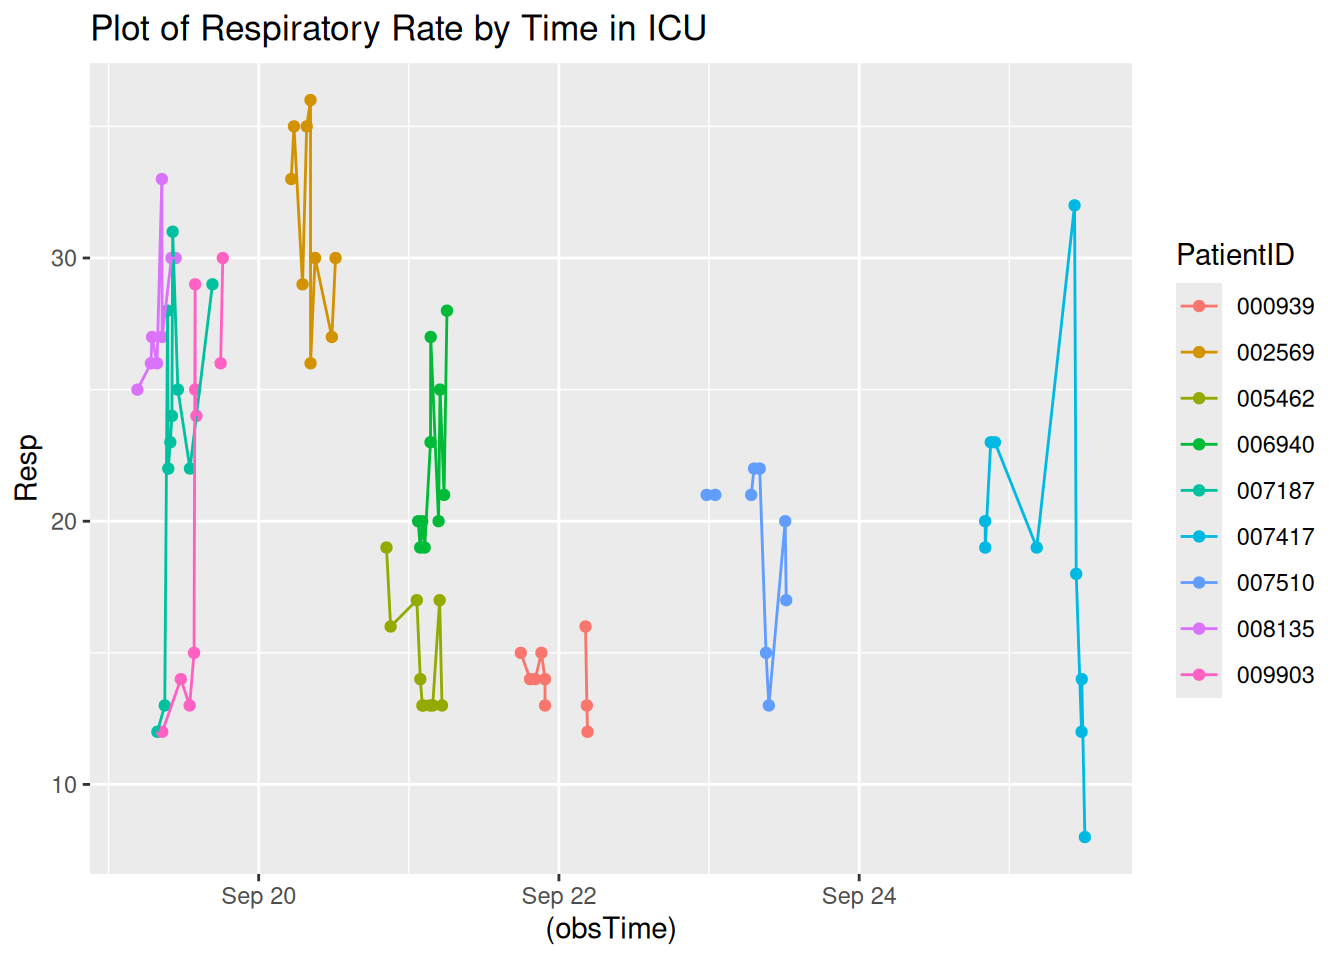 Plot of Respiratory Rate by Time in ICU
Resp
30
20
10
Sep 20
Sep 22
Sep 24
(obsTime)
PatientID
000939
002569
005462
006940
007187
007417
007510
008135
009903